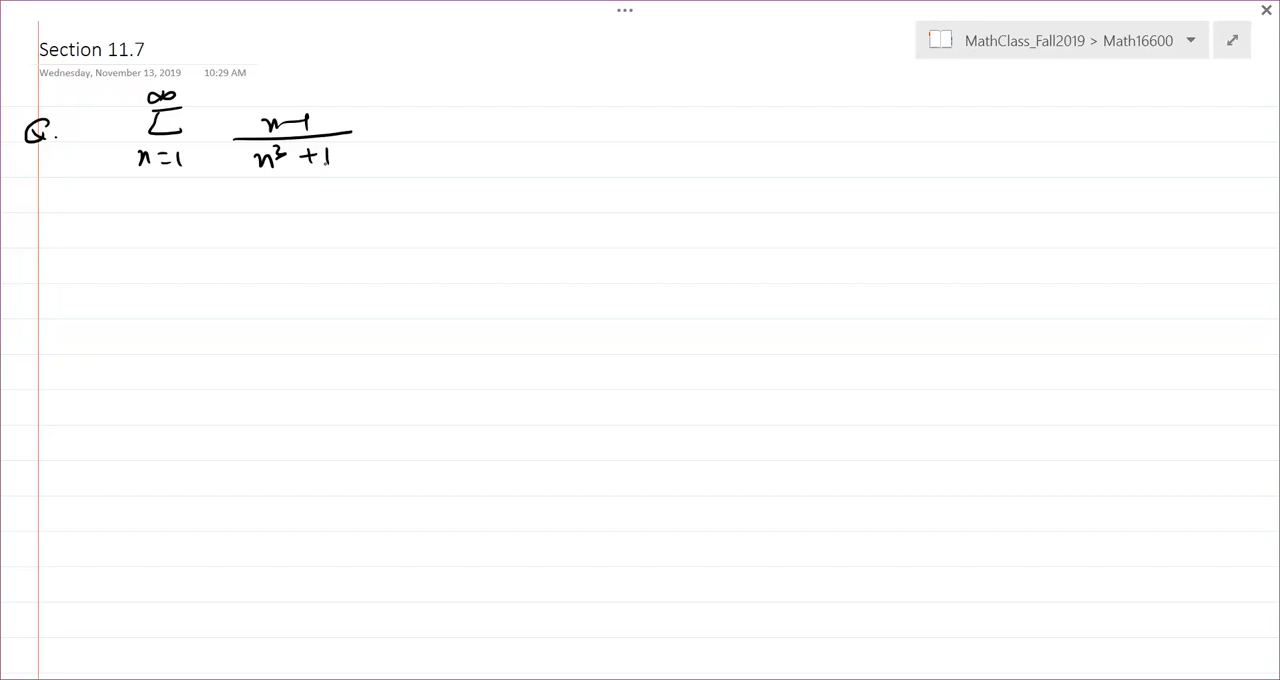 Section 11.7
MathClass_Fall2019 > Math16600
Wednesday, November 13, 2019 10:29 AM
Q. ∞ Σ n=1 n-1 / n³ + 1